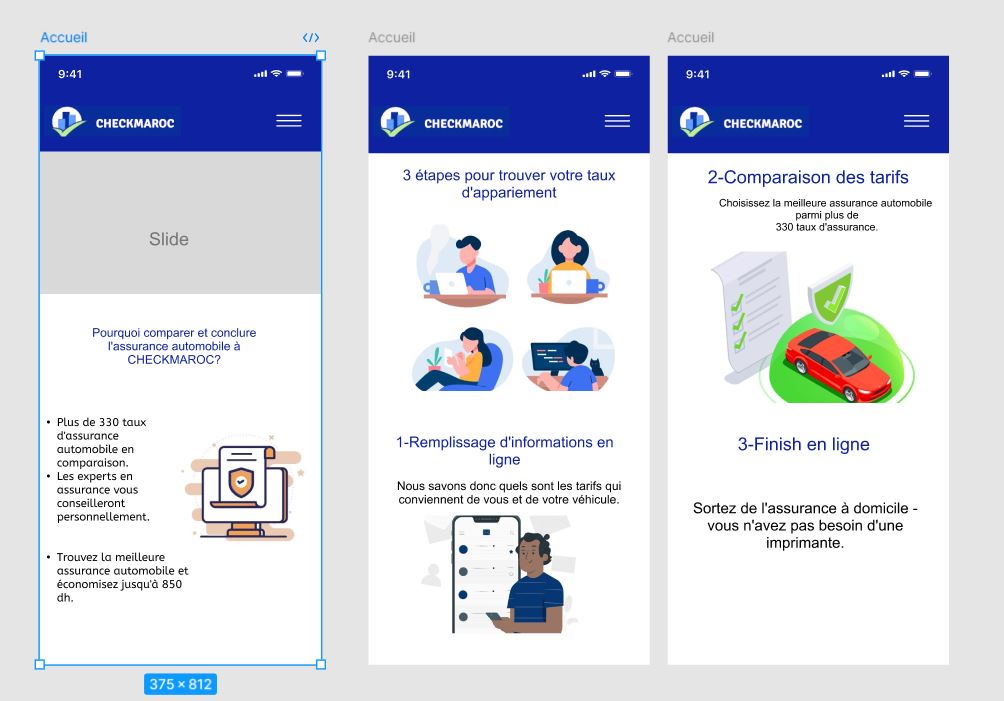 Accueil
9:41
CHECKMAROC
Slide
Pourquoi comparer et conclure
l'assurance automobile à
CHECKMAROC?
• Plus de 330 taux
d'assurance
automobile en
comparaison.
• Les experts en
assurance vous
conseilleront
personnellement.
• Trouvez la meilleure
assurance automobile et
économisez jusqu'à 850
dh.
375 × 812
Accueil
9:41
CHECKMAROC
3 étapes pour trouver votre taux
d'appariement
1-Remplissage d'informations en
ligne
Nous savons donc quels sont les tarifs qui
conviennent de vous et de votre véhicule.
Accueil
9:41
CHECKMAROC
2-Comparaison des tarifs
Choisissez la meilleure assurance automobile
parmi plus de
330 taux d'assurance.
3-Finish en ligne
Sortez de l'assurance à domicile -
vous n'avez pas besoin d'une
imprimante.